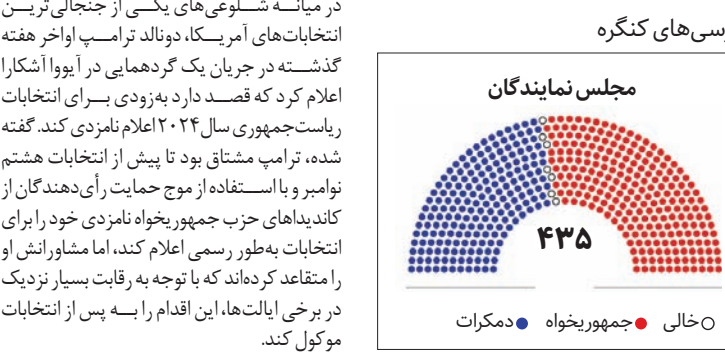 رسی‌های کنگره
مجلس نمایندگان
۴۳۵
خالی جمهوریخواه دمکرات
در میانه شلوغی‌های یکی از جنجالی‌ترین
انتخابات‌های آمریکا، دونالد ترامپ اواخر هفته
گذشته در جریان یک گردهمایی در آیووا آشکارا
اعلام کرد که قصد دارد به‌زودی برای انتخابات
ریاست‌جمهوری سال ۲۰۲۴ اعلام نامزدی کند. گفته
شده، ترامپ مشتاق بود تا پیش از انتخابات هشتم
نوامبر و با استفاده از موج حمایت رأی‌دهندگان از
کاندیداهای حزب جمهوریخواه نامزدی خود را برای
انتخابات به‌طور رسمی اعلام کند، اما مشاورانش او
را متقاعد کرده‌اند که با توجه به رقابت بسیار نزدیک
در برخی ایالت‌ها، این اقدام را به پس از انتخابات
موکول کند.